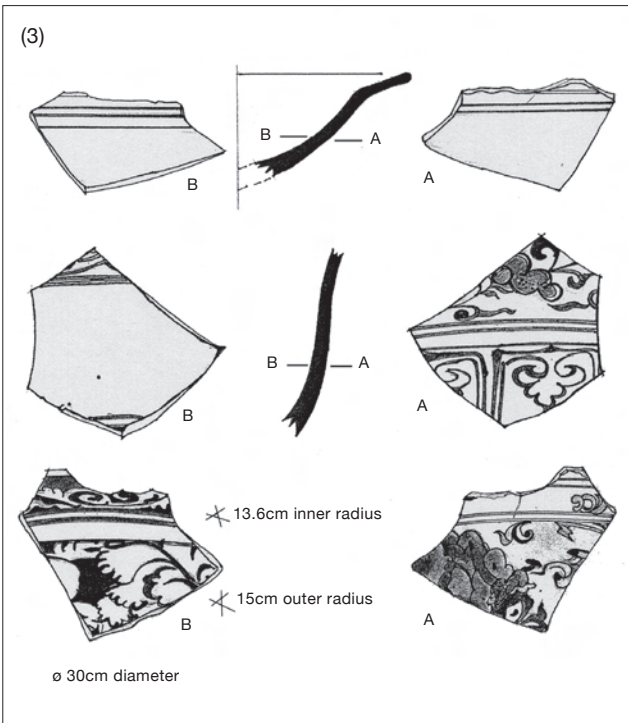 (3)
B
B A
A
B
B A
A
13.6cm inner radius
15cm outer radius
B
A
ø 30cm diameter